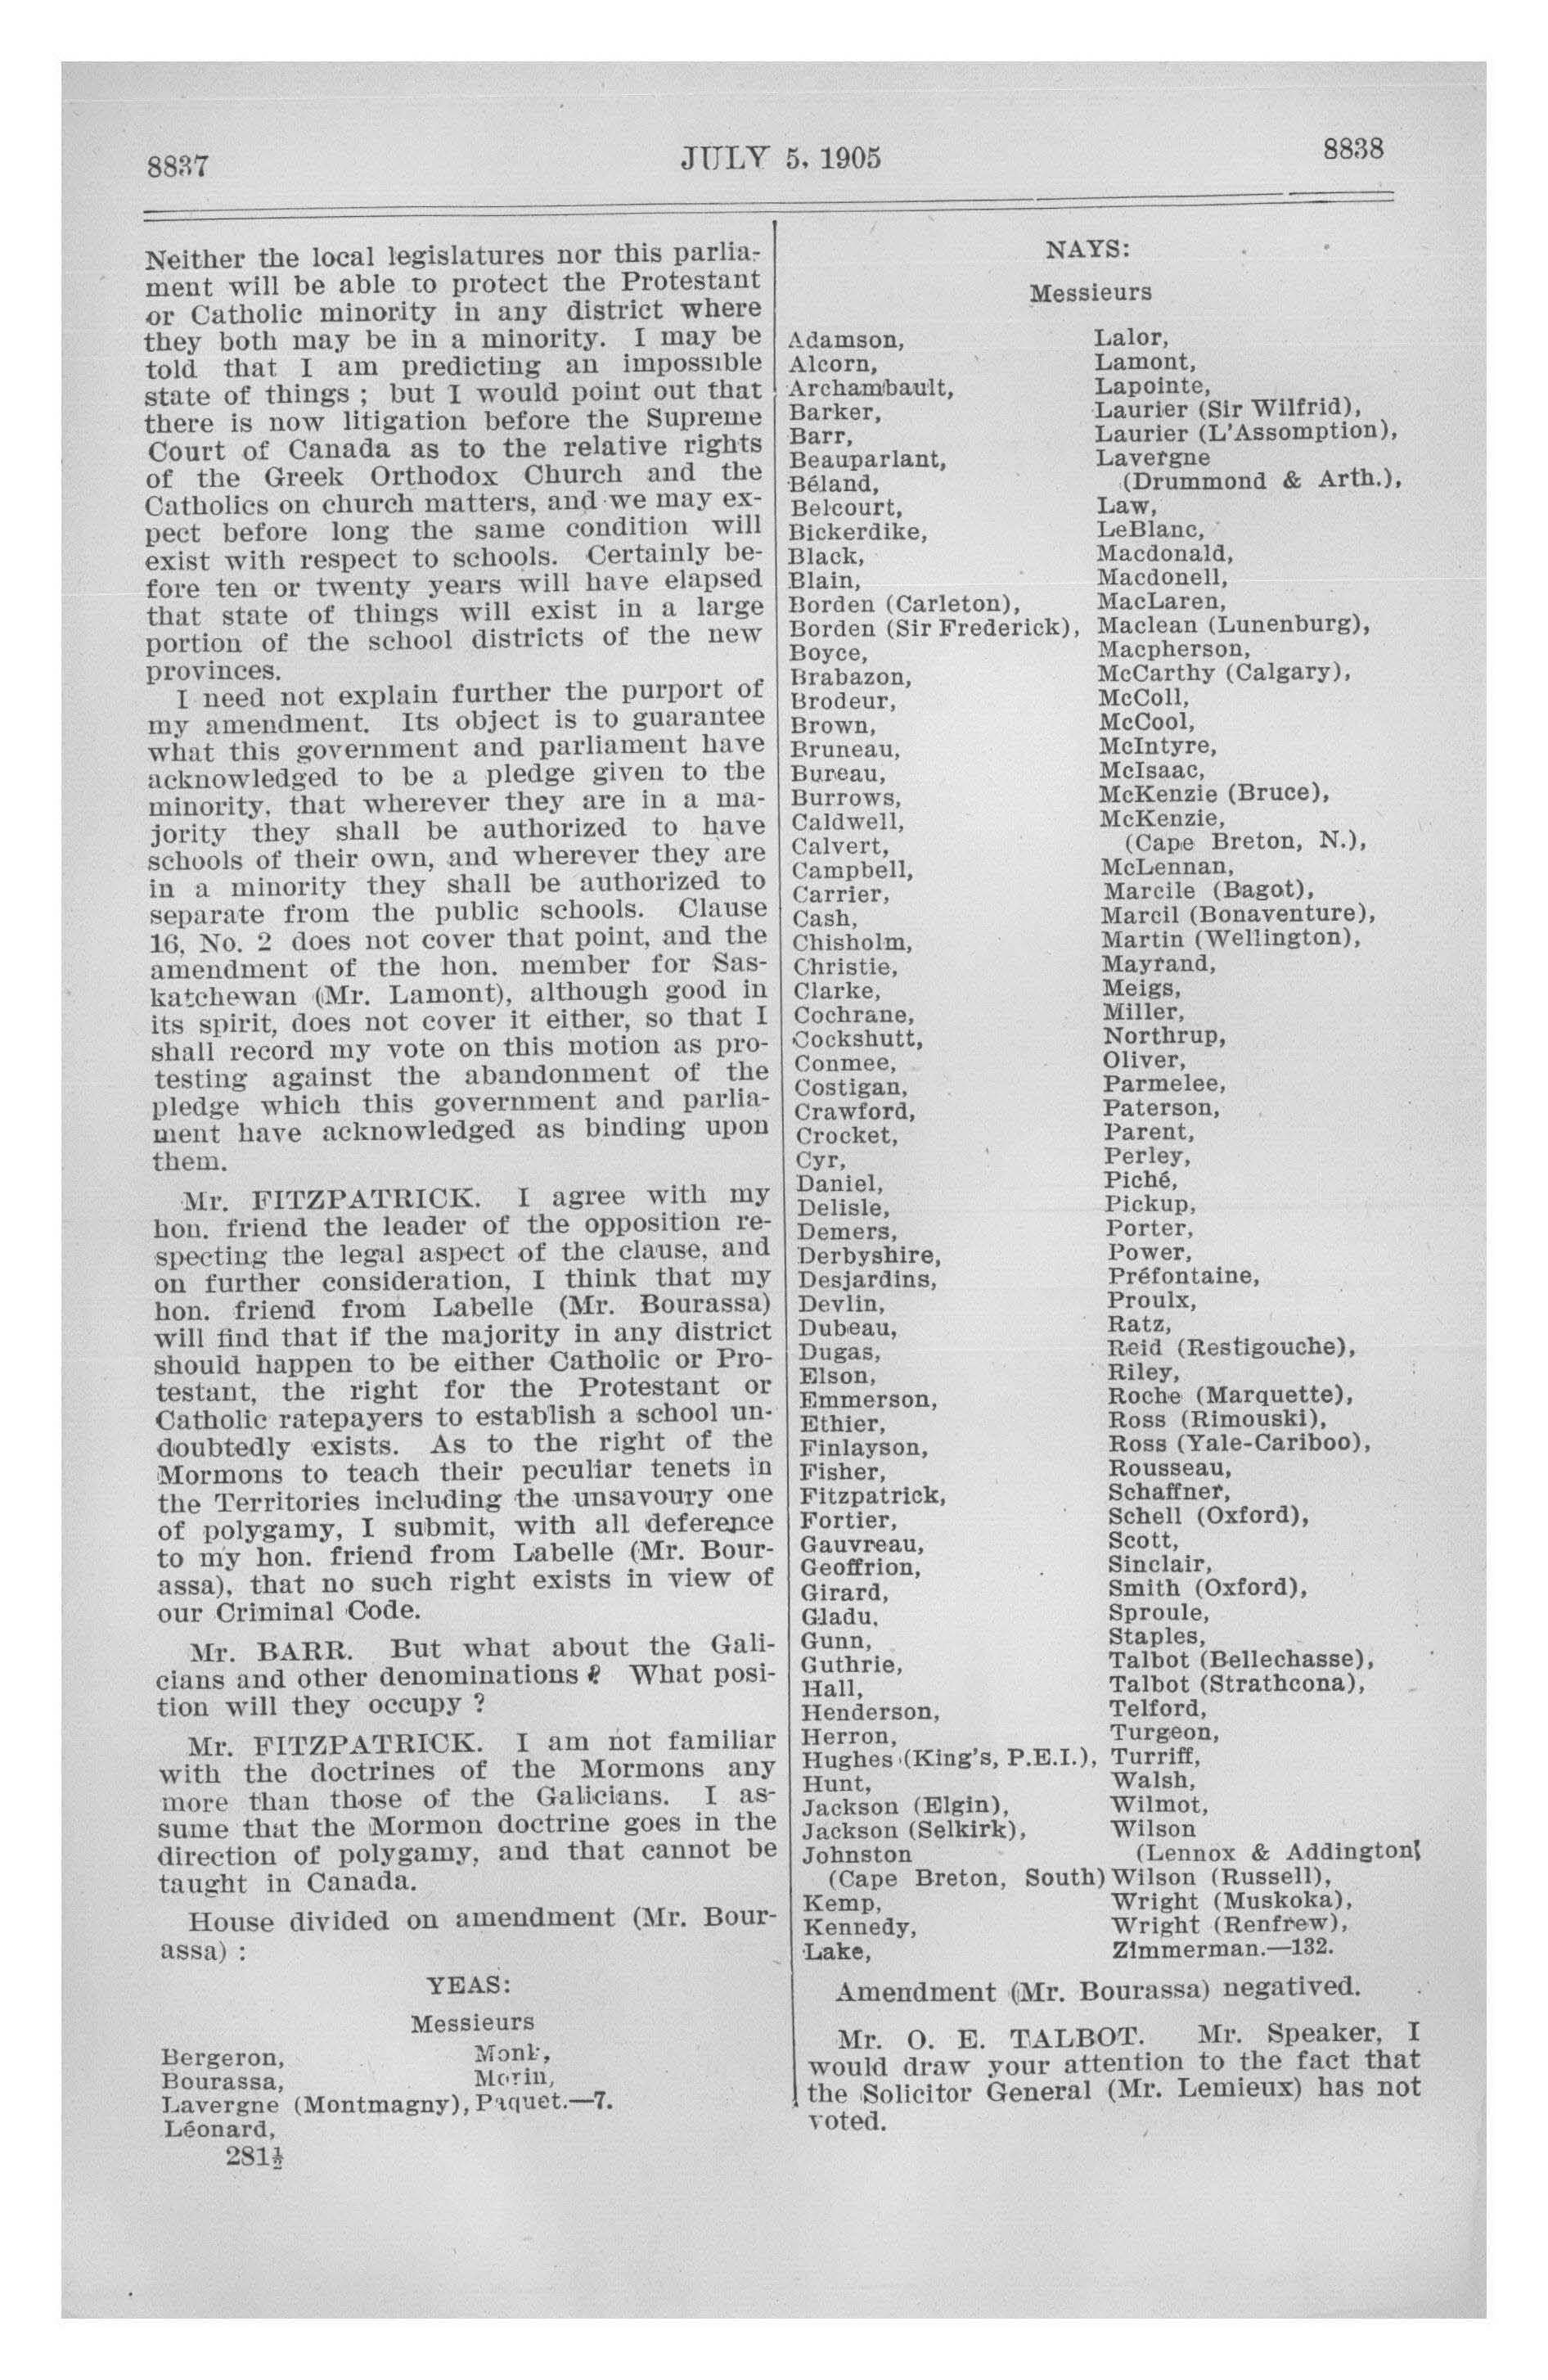 8837
JULY 5, 1905
8838
Neither the local legislatures nor this parlia-
ment will be able to protect the Protestant
or Catholic minority in any district where
they both may be in a minority. I may be
told that I am predicting an impossible
state of things ; but I would point out that
there is now litigation before the Supreme
Court of Canada as to the relative rights
of the Greek Orthodox Church and the
Catholics on church matters, and we may ex-
pect before long the same condition will
exist with respect to schools. Certainly be-
fore ten or twenty years will have elapsed
that state of things will exist in a large
portion of the school districts of the new
provinces.
I need not explain further the purport of
my amendment. Its object is to guarantee
what this government and parliament have
acknowledged to be a pledge given to the
minority, that wherever they are in a ma-
jority they shall be authorized to have
schools of their own, and wherever they are
in a minority they shall be authorized to
separate from the public schools. Clause
16, No. 2 does not cover that point, and the
amendment of the hon. member for Sas-
katchewan (Mr. Lamont), although good in
its spirit, does not cover it either, so that I
shall record my vote on this motion as pro-
testing against the abandonment of the
pledge which this government and parlia-
ment have acknowledged as binding upon
them.
Mr. FITZPATRICK. I agree with my
hon. friend the leader of the opposition re-
specting the legal aspect of the clause, and
on further consideration, I think that my
hon. friend from Labelle (Mr. Bourassa)
will find that if the majority in any district
should happen to be either Catholic or Pro-
testant, the right for the Protestant or
Catholic ratepayers to establish a school un-
doubtedly exists. As to the right of the
Mormons to teach their peculiar tenets in
the Territories including the unsavoury one
of polygamy, I submit, with all deference
to my hon. friend from Labelle (Mr. Bour-
assa), that no such right exists in view of
our Criminal Code.
Mr. BARR. But what about the Gali-
cians and other denominations ? What posi-
tion will they occupy ?
Mr. FITZPATRICK. I am not familiar
with the doctrines of the Mormons any
more than those of the Galicians. I as-
sume that the Mormon doctrine goes in the
direction of polygamy, and that cannot be
taught in Canada.
House divided on amendment (Mr. Bour-
assa) :
YEAS:
Messieurs
Bergeron, Monk,
Bourassa, Morin,
Lavergne (Montmagny), Paquet.—7.
Léonard,
281½
NAYS:
Messieurs
Adamson, Lalor,
Alcorn, Lamont,
Archambault, Lapointe,
Barker, Laurier (Sir Wilfrid),
Barr, Laurier (L'Assomption),
Beauparlant, Lavergne
Béland, (Drummond & Arth.),
Belcourt, Law,
Bickerdike, LeBlanc,
Black, Macdonald,
Blain, Macdonell,
Borden (Carleton), MacLaren,
Borden (Sir Frederick), Maclean (Lunenburg),
Boyce, Macpherson,
Brabazon, McCarthy (Calgary),
Brodeur, McColl,
Brown, McCool,
Bruneau, McIntyre,
Bureau, McIsaac,
Burrows, McKenzie (Bruce),
Caldwell, McKenzie,
Calvert, (Cape Breton, N.),
Campbell, McLennan,
Carrier, Marcile (Bagot),
Cash, Marcil (Bonaventure),
Chisholm, Martin (Wellington),
Christie, Mayrand,
Clarke, Meigs,
Cochrane, Miller,
Cockshutt, Northrup,
Conmee, Oliver,
Costigan, Parmelee,
Crawford, Paterson,
Crocket, Parent,
Cyr, Perley,
Daniel, Piché,
Delisle, Pickup,
Demers, Porter,
Derbyshire, Power,
Desjardins, Préfontaine,
Devlin, Proulx,
Dubeau, Ratz,
Dugas, Reid (Restigouche),
Elson, Riley,
Emmerson, Roche (Marquette),
Ethier, Ross (Rimouski),
Finlayson, Ross (Yale-Cariboo),
Fisher, Rousseau,
Fitzpatrick, Schaffner,
Fortier, Schell (Oxford),
Gauvreau, Scott,
Geoffrion, Sinclair,
Girard, Smith (Oxford),
Gladu, Sproule,
Gunn, Staples,
Guthrie, Talbot (Bellechasse),
Hall, Talbot (Strathcona),
Henderson, Telford,
Herron, Turgeon,
Hughes (King's, P.E.I.), Turriff,
Hunt, Walsh,
Jackson (Elgin), Wilmot,
Jackson (Selkirk), Wilson
Johnston (Lennox & Addington)
(Cape Breton, South) Wilson (Russell),
Kemp, Wright (Muskoka),
Kennedy, Wright (Renfrew),
Lake, Zimmerman.—132.
Amendment (Mr. Bourassa) negatived.
Mr. O. E. TALBOT. Mr. Speaker, I
would draw your attention to the fact that
the Solicitor General (Mr. Lemieux) has not
voted.